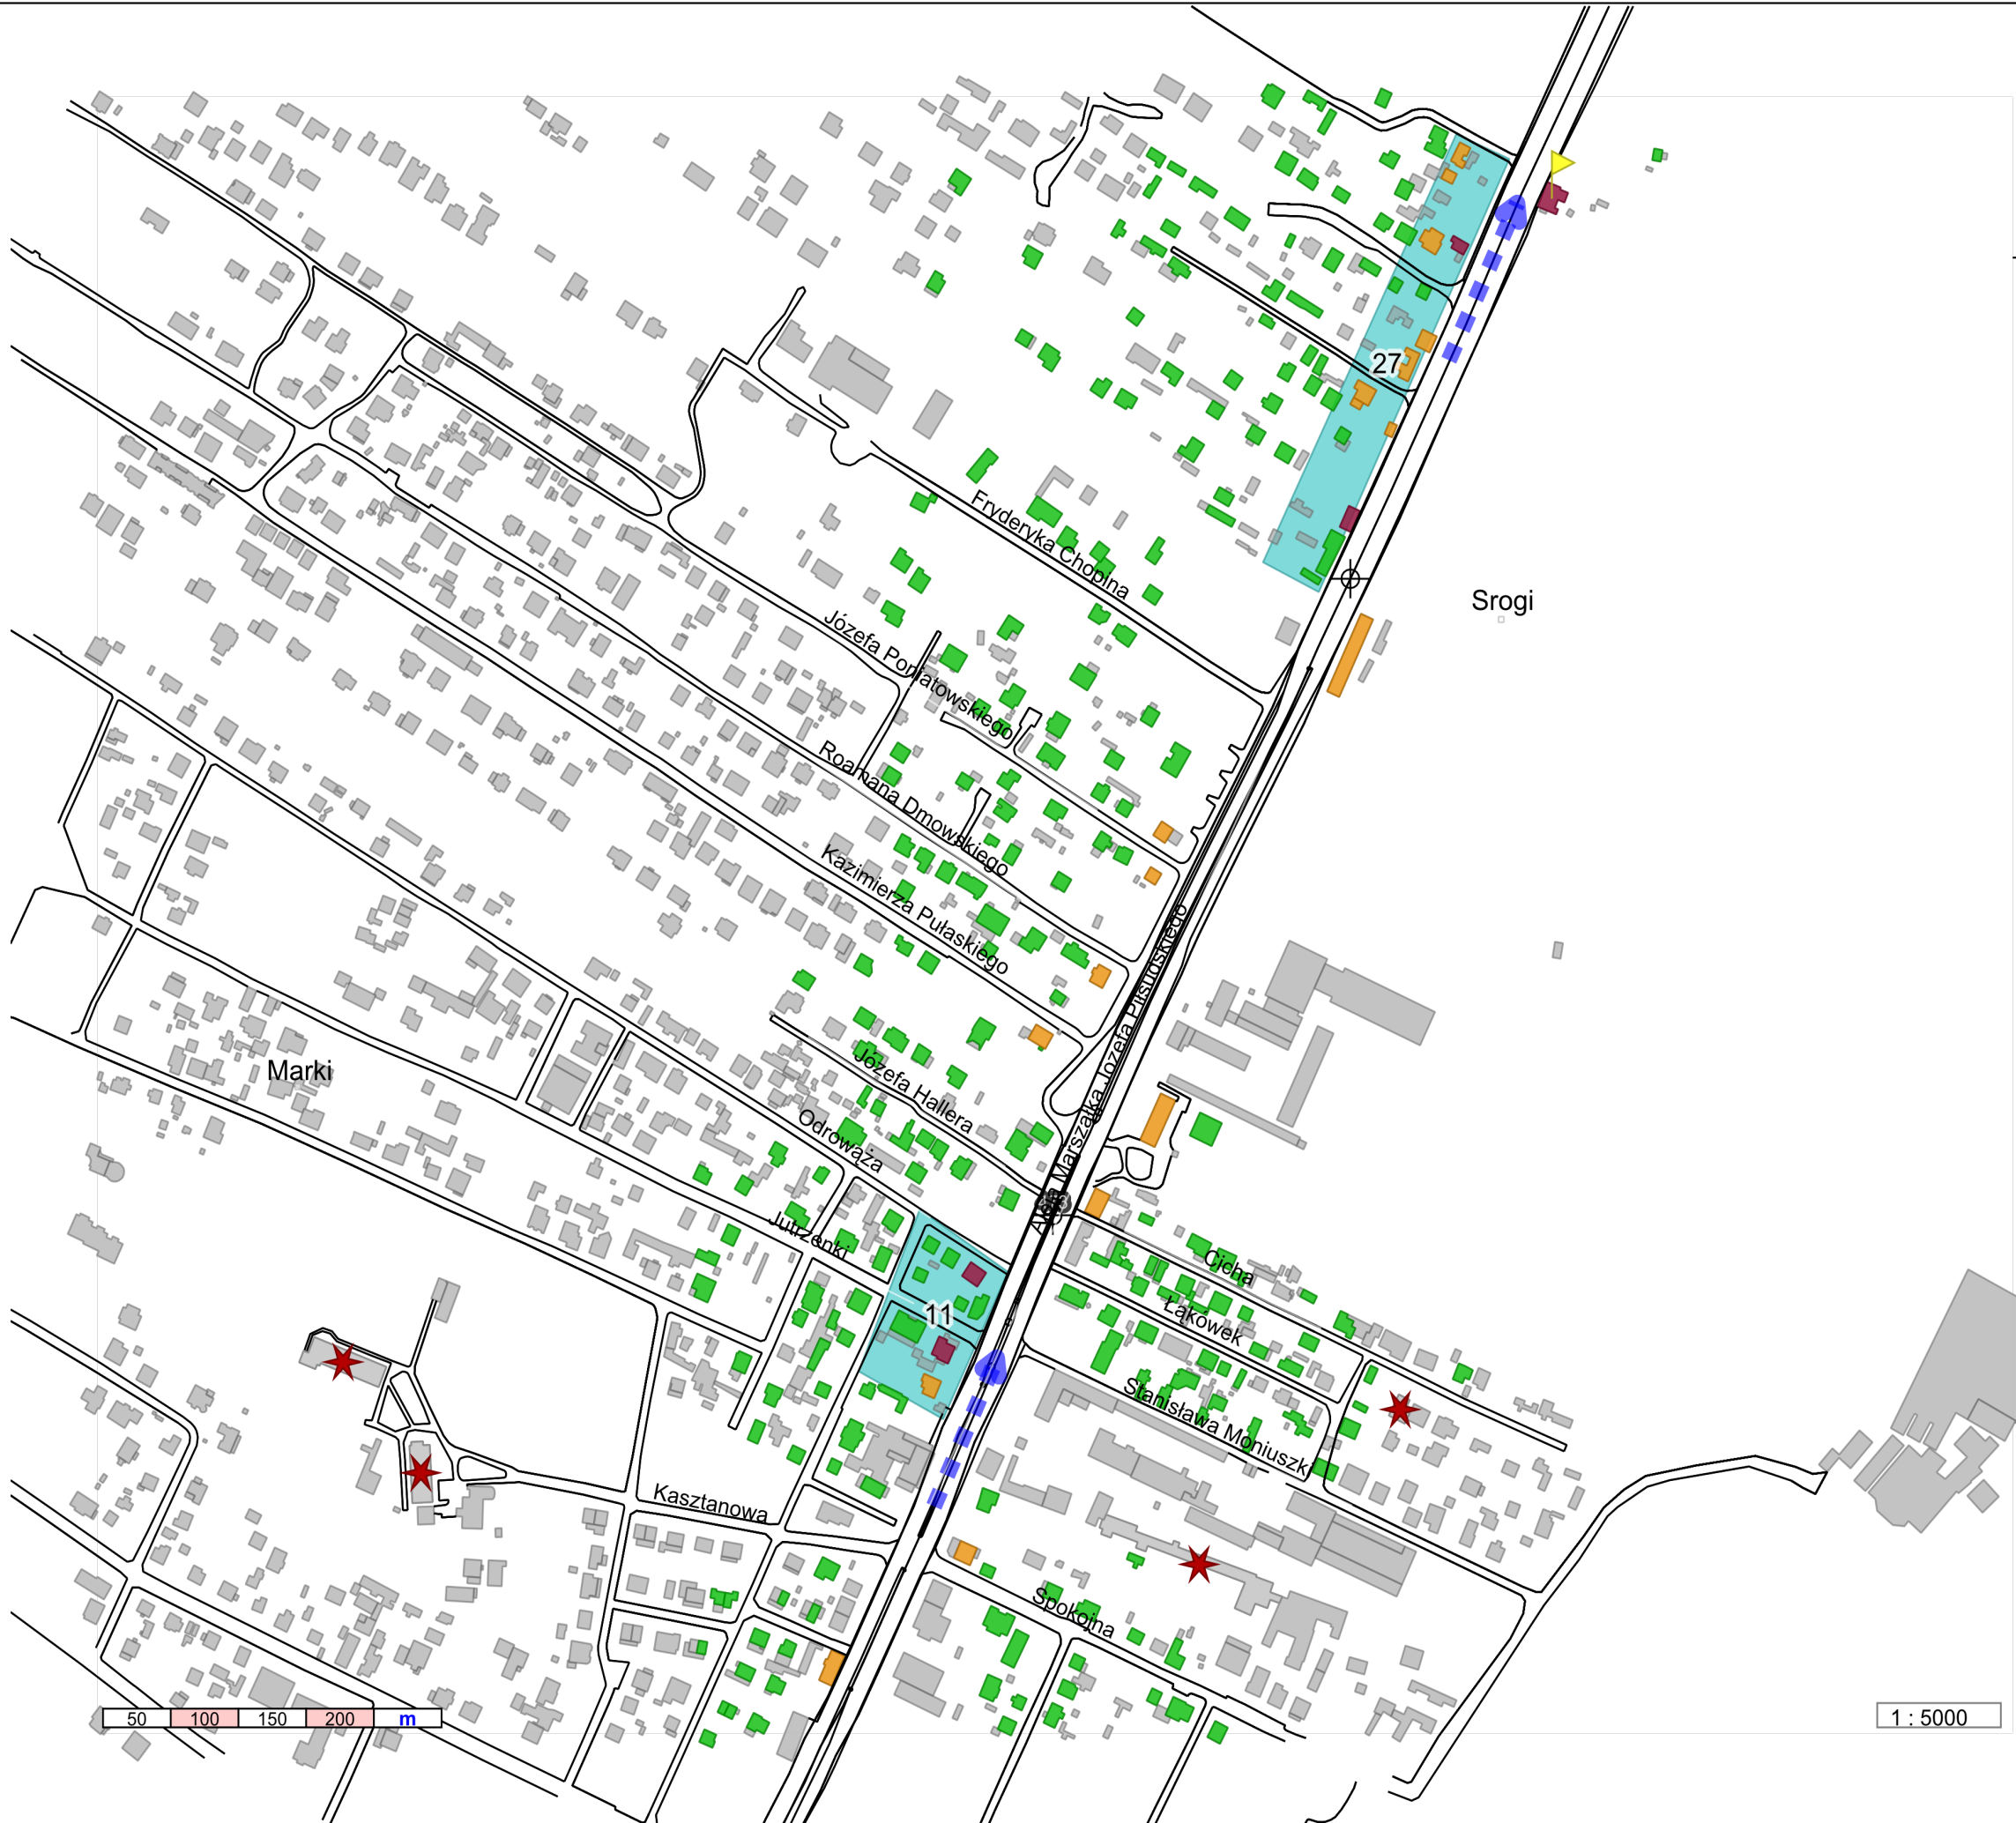 27
Fryderyka Chopina
Srogi
Józefa Poniatowskiego
Roamana Dmowskiego
Kazimierza Pułaskiego
Aleja Marszałka Józefa Piłsudskiego
Marki
Józefa Hallera
Odrowąża
Jutrzenki
Cicha
11
Łąkówek
Stanisława Moniuszki
Kasztanowa
Spokojna
50 100 150 200 m
1 : 5000